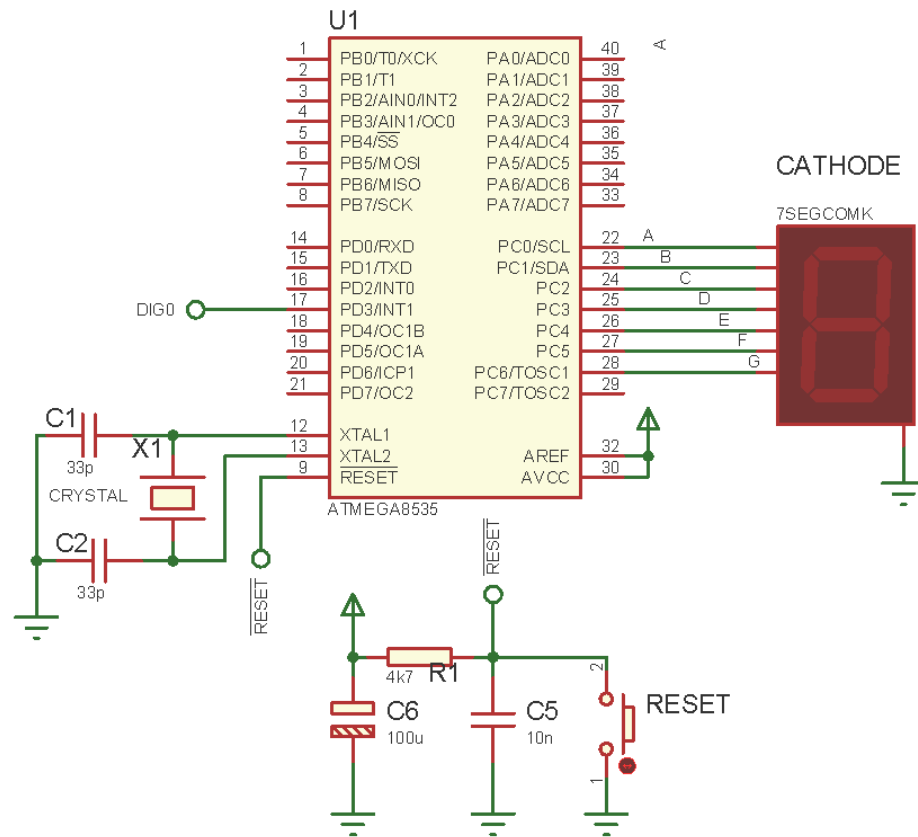 U1
A
1 PB0/T0/XCK PA0/ADC0 40
2 PB1/T1 PA1/ADC1 39
3 PB2/AIN0/INT2 PA2/ADC2 38
4 PB3/AIN1/OC0 PA3/ADC3 37
5 PB4/SS PA4/ADC4 36
6 PB5/MOSI PA5/ADC5 35
7 PB6/MISO PA6/ADC6 34
8 PB7/SCK PA7/ADC7 33
CATHODE
7SEGCOMK
14 PD0/RXD PC0/SCL 22 A
15 PD1/TXD PC1/SDA 23 B
16 PD2/INT0 PC2 24 C
DIG0 17 PD3/INT1 PC3 25 D
18 PD4/OC1B PC4 26 E
19 PD5/OC1A PC5 27 F
20 PD6/ICP1 PC6/TOSC1 28 G
21 PD7/OC2 PC7/TOSC2 29
C1
33p
X1
CRYSTAL
C2
33p
12 XTAL1
13 XTAL2 AREF 32
9 RESET AVCC 30
ATMEGA8535
RESET
RESET
4k7
R1
C6
100u
C5
10n
2
RESET
1